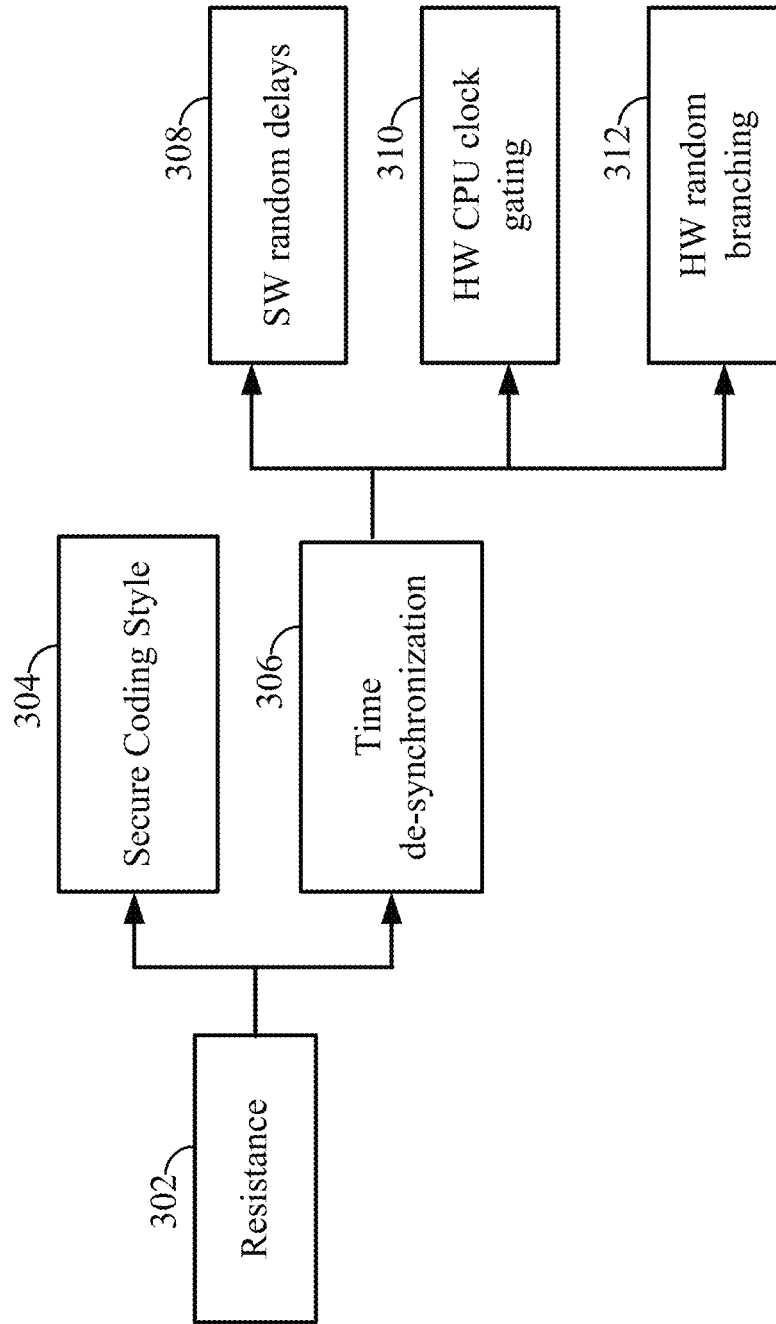 302
Resistance
304
Secure Coding Style
306
Time
de-synchronization
308
SW random delays
310
HW CPU clock
gating
312
HW random
branching